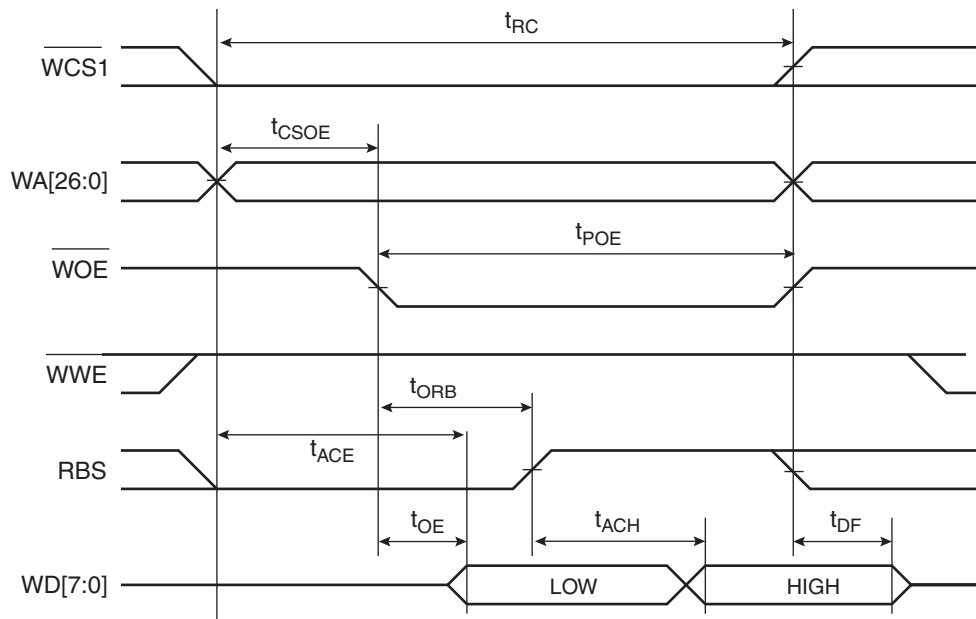 tRC
WCS1
tCSOE
WA[26:0]
tPOE
WOE
WWE
tORB
tACE
RBS
tOE
tACH
tDF
WD[7:0]
LOW
HIGH